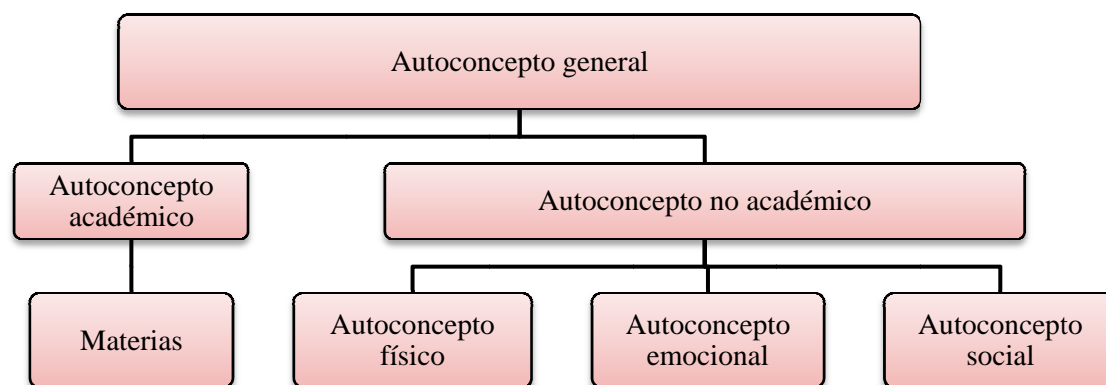 Autoconcepto general
Autoconcepto
académico
Autoconcepto no académico
Materias
Autoconcepto
físico
Autoconcepto
emocional
Autoconcepto
social